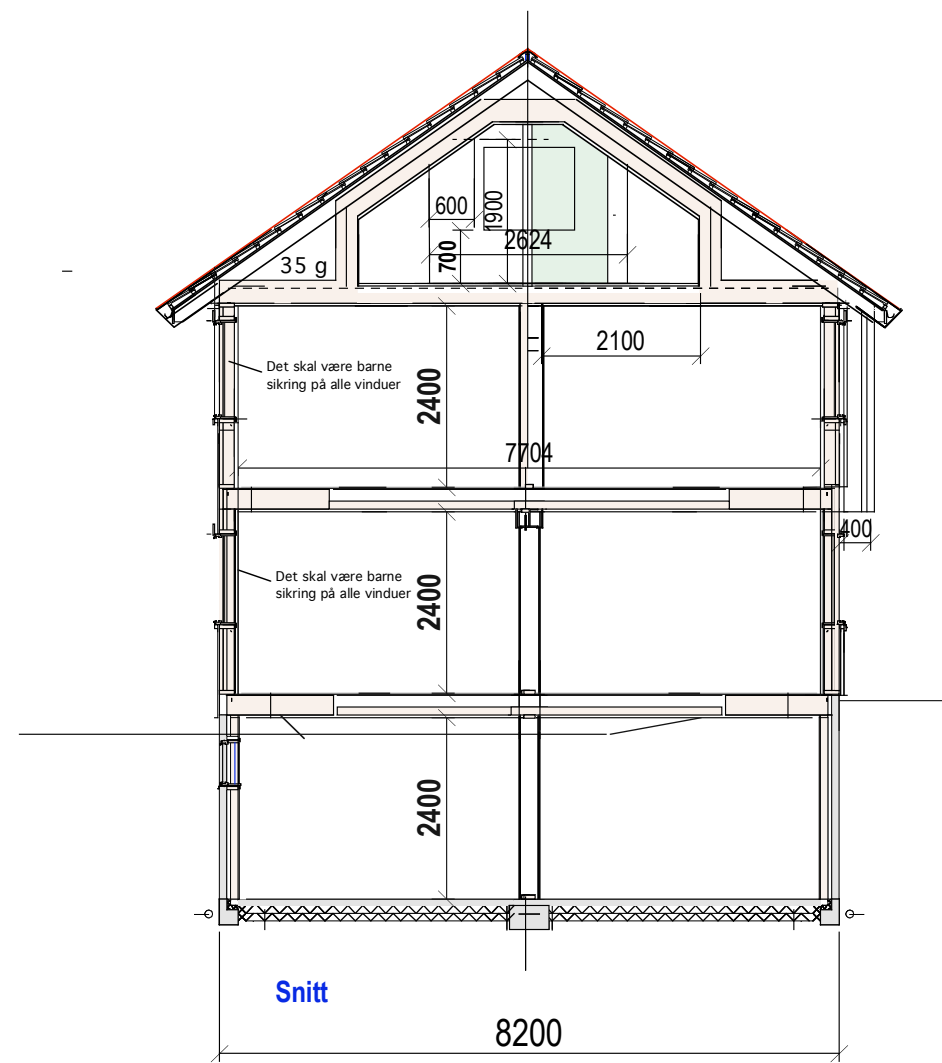 600
1900
700
2624
35 g
2100
Det skal være barne
sikring på alle vinduer
2400
7704
400
Det skal være barne
sikring på alle vinduer
2400
2400
Snitt
8200